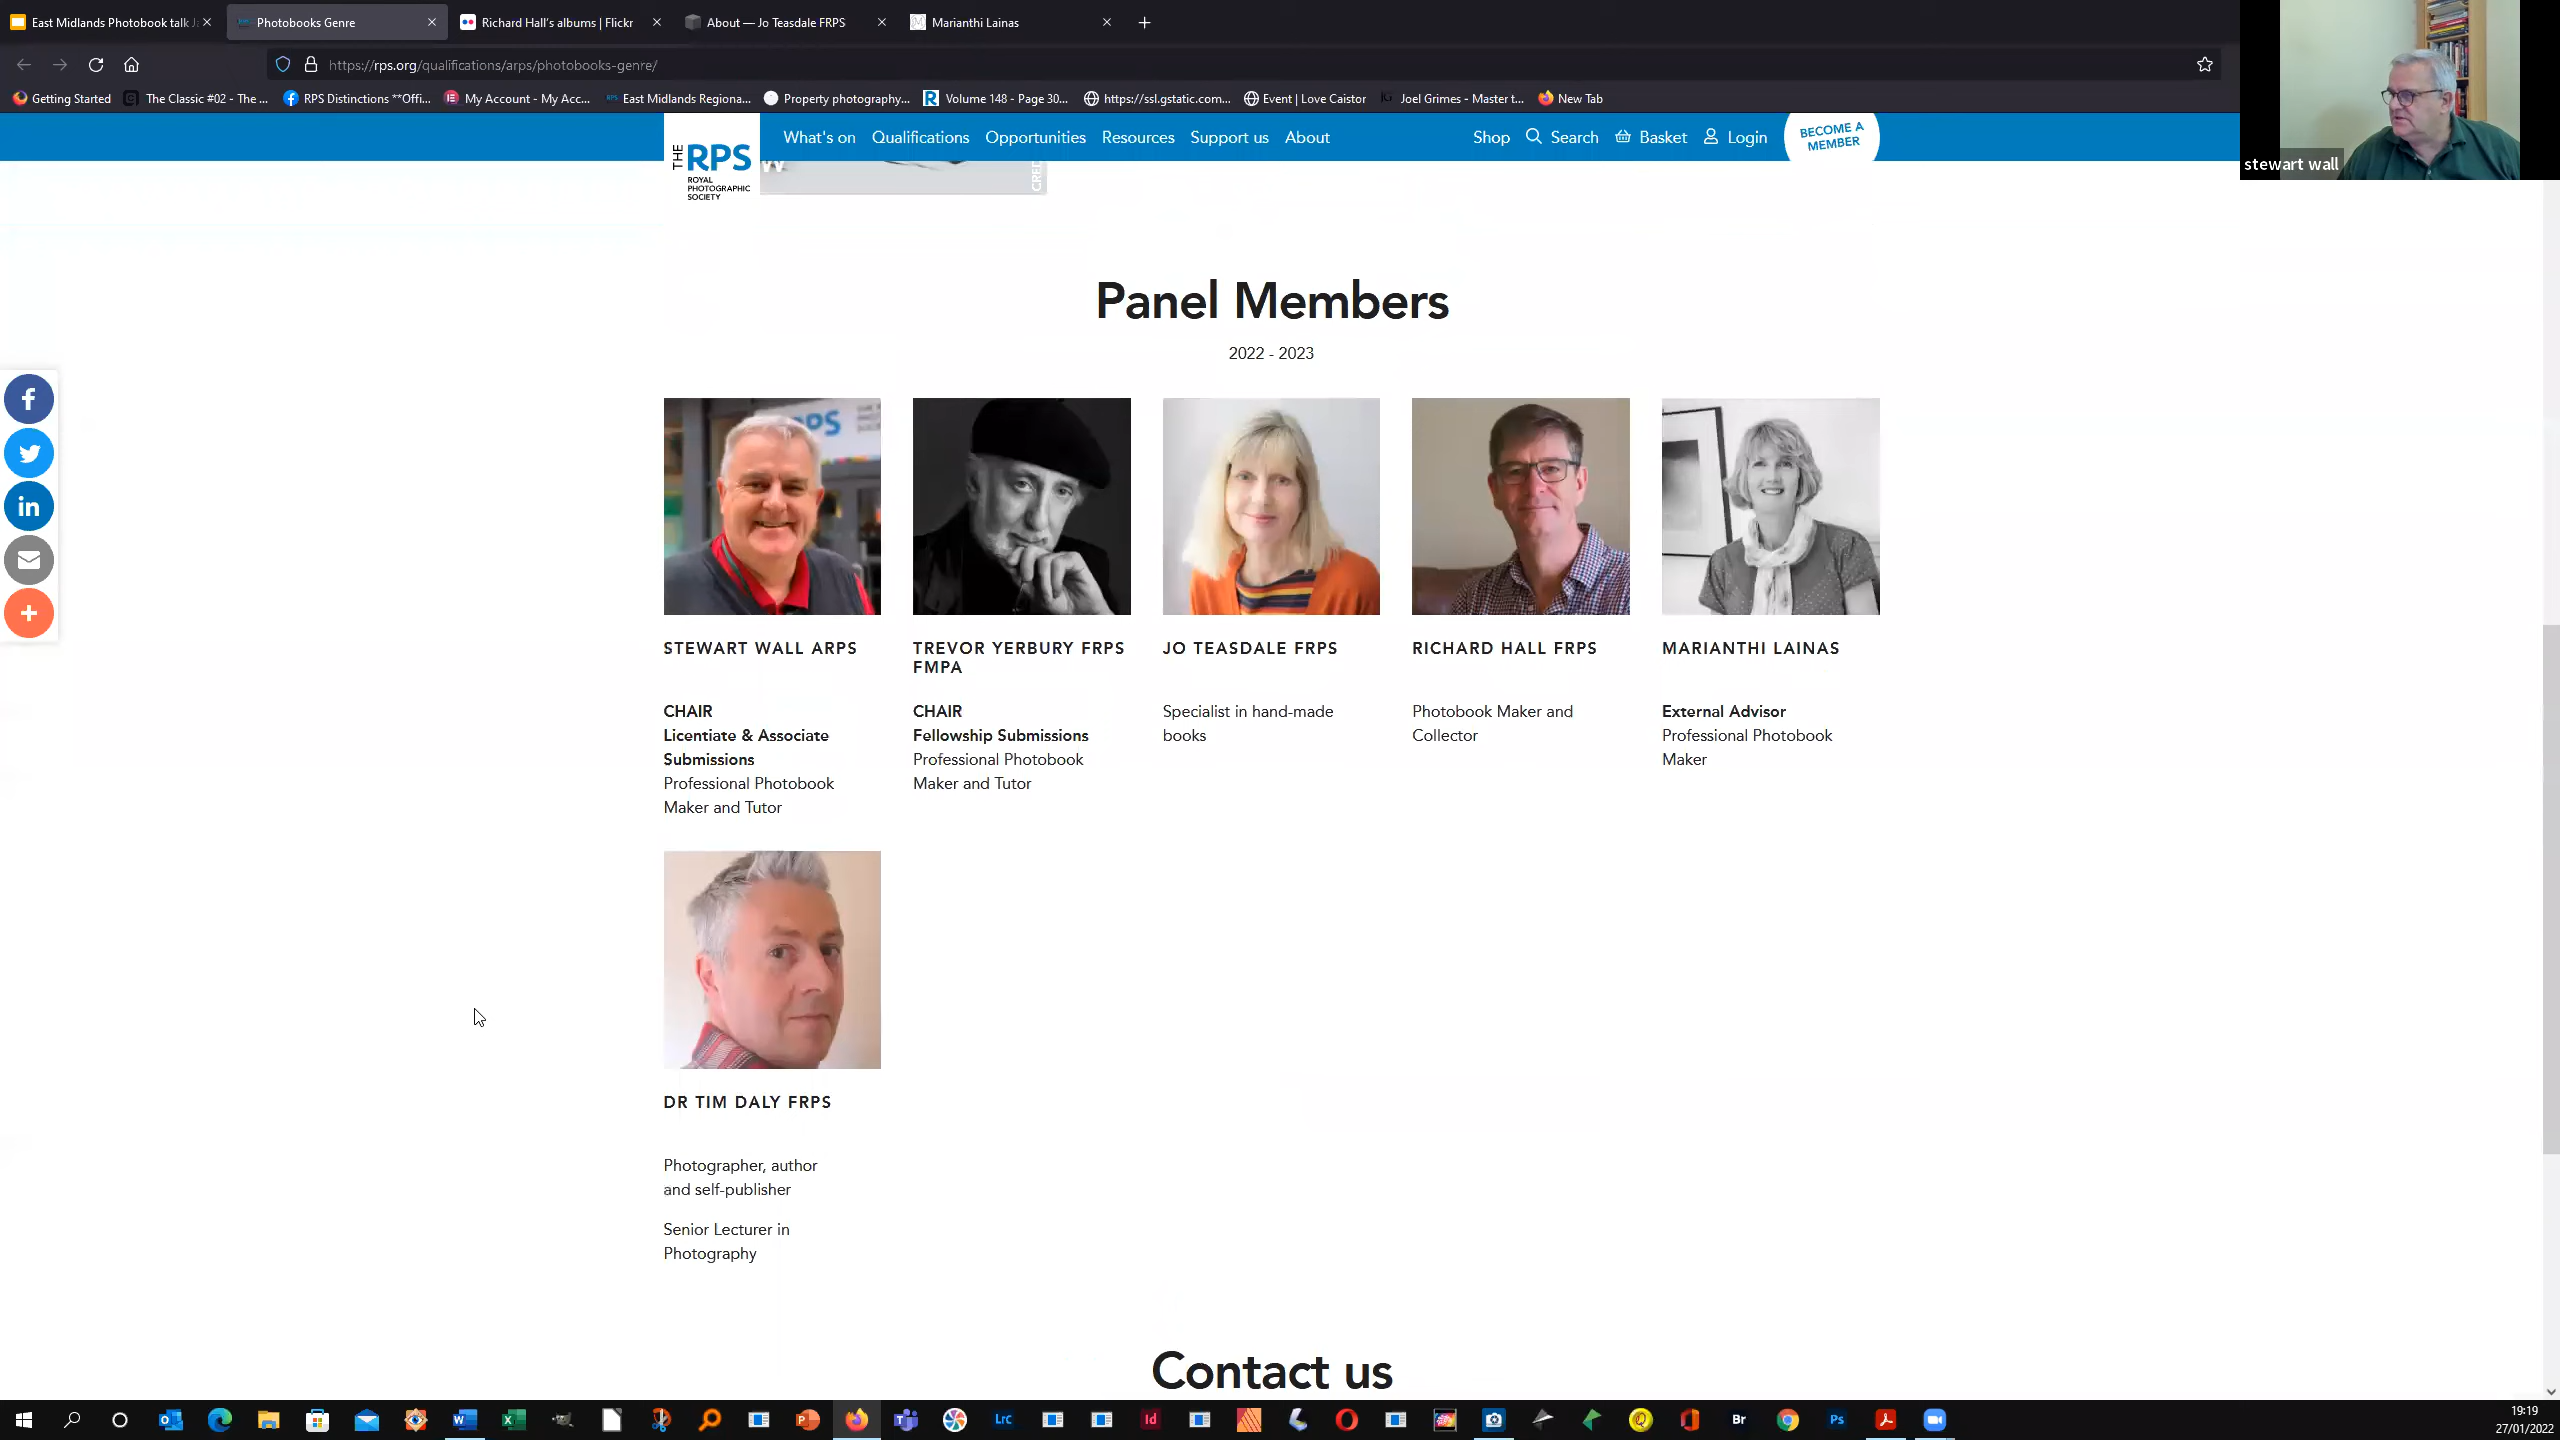 East Midlands Photobook talk
Photobooks Genre
Richard Hall's albums | Flickr
About — Jo Teasdale FRPS
Marianthi Lainas
https://rps.org/qualifications/arps/photobooks-genre/
Getting Started
The Classic #02 - The ...
RPS Distinctions **Offi...
My Account - My Acc...
East Midlands Regiona...
Property photography...
Volume 148 - Page 30...
https://ssl.gstatic.com...
Event | Love Caistor
Joel Grimes - Master t...
New Tab
THE RPS
ROYAL
PHOTOGRAPHIC
SOCIETY
What's on
Qualifications
Opportunities
Resources
Support us
About
Shop
Search
Basket
Login
BECOME A
MEMBER
stewart wall
Panel Members
2022 - 2023
STEWART WALL ARPS
CHAIR
Licentiate & Associate
Submissions
Professional Photobook
Maker and Tutor
TREVOR YERBURY FRPS
FMPA
CHAIR
Fellowship Submissions
Professional Photobook
Maker and Tutor
JO TEASDALE FRPS
Specialist in hand-made
books
RICHARD HALL FRPS
Photobook Maker and
Collector
MARIANTHI LAINAS
External Advisor
Professional Photobook
Maker
DR TIM DALY FRPS
Photographer, author
and self-publisher
Senior Lecturer in
Photography
Contact us
LrC
Id
Br
Ps
19:19
27/01/2022